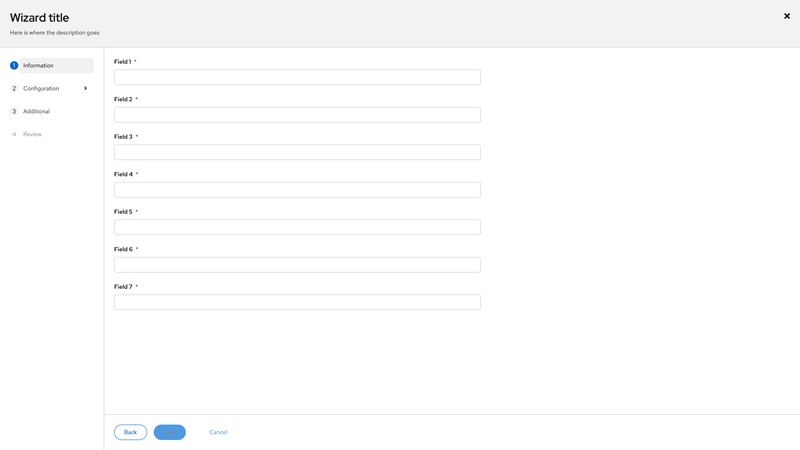 Wizard title
Here is where the description goes
1 Information
2 Configuration
3 Additional
4 Review
Field 1 *
Field 2 *
Field 3 *
Field 4 *
Field 5 *
Field 6 *
Field 7 *
Back
Cancel